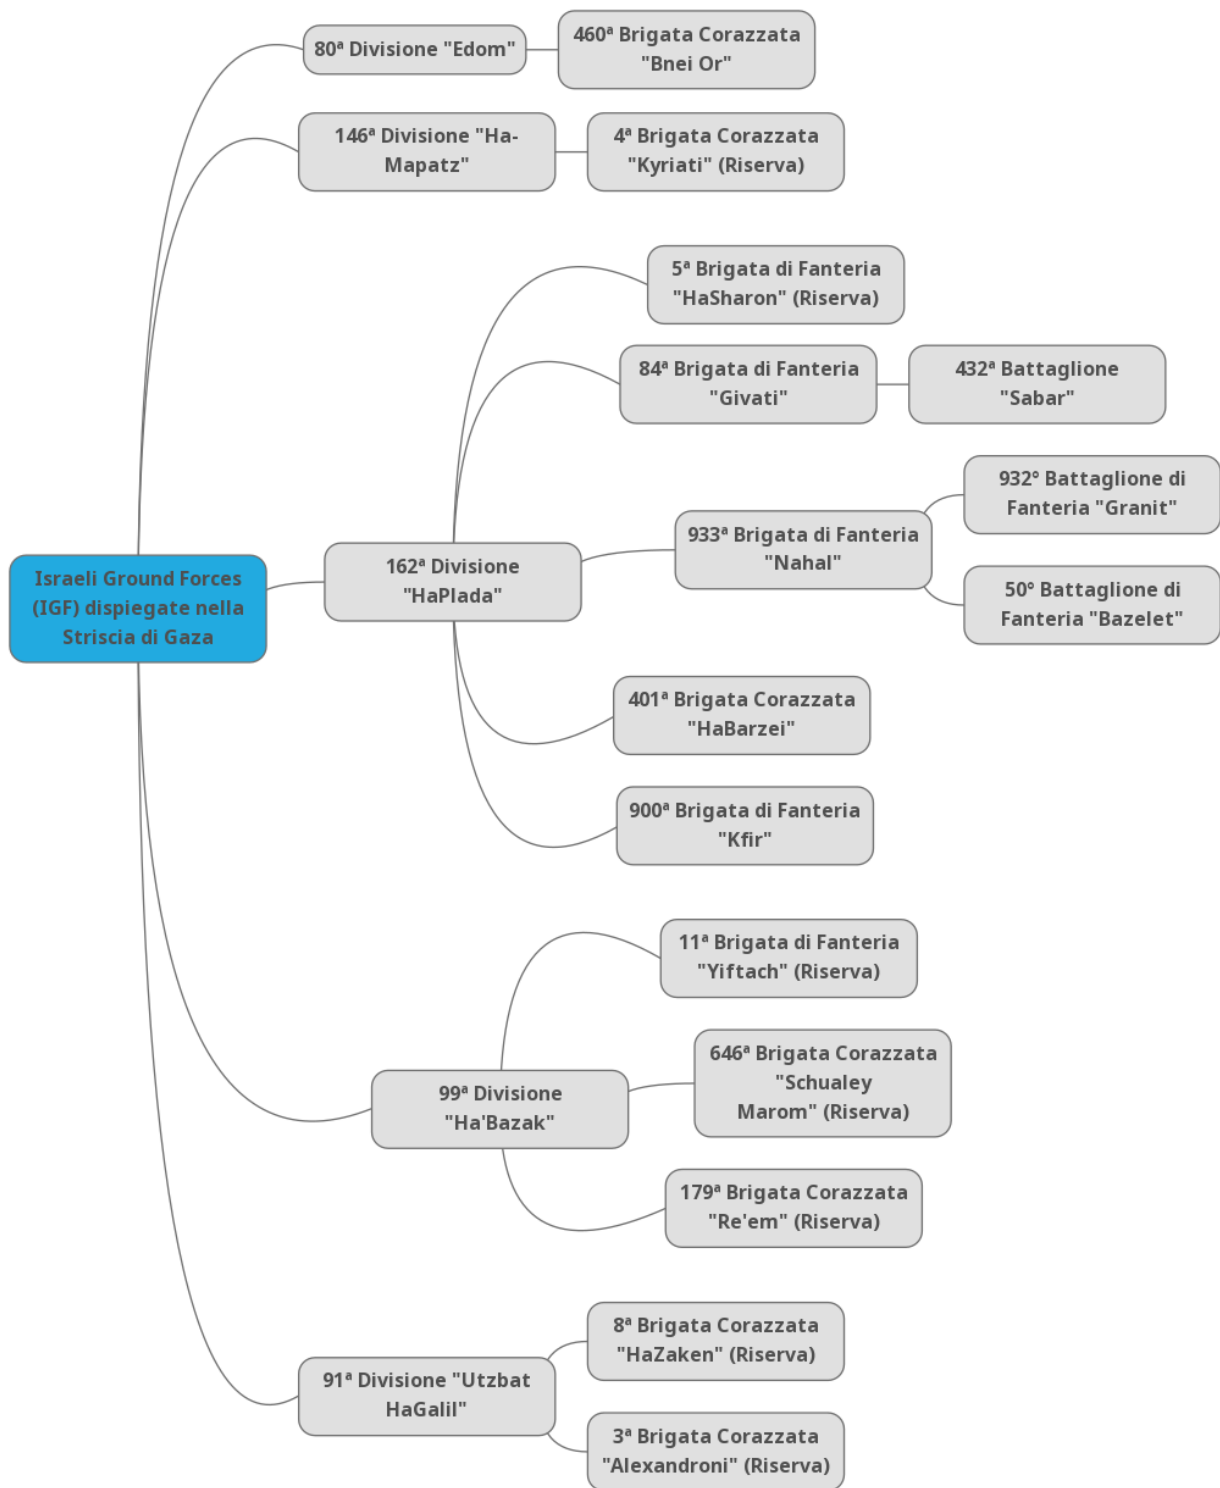 80ª Divisione "Edom"
460ª Brigata Corazzata
"Bnei Or"
146ª Divisione "Ha-
Mapatz"
4ª Brigata Corazzata
"Kyriati" (Riserva)
5ª Brigata di Fanteria
"HaSharon" (Riserva)
84ª Brigata di Fanteria
"Givati"
432ª Battaglione
"Sabar"
932° Battaglione di
Fanteria "Granit"
933ª Brigata di Fanteria
"Nahal"
50° Battaglione di
Fanteria "Bazelet"
162ª Divisione
"HaPlada"
Israeli Ground Forces
(IGF) dispiegate nella
Striscia di Gaza
401ª Brigata Corazzata
"HaBarzei"
900ª Brigata di Fanteria
"Kfir"
11ª Brigata di Fanteria
"Yiftach" (Riserva)
646ª Brigata Corazzata
"Schualey
Marom" (Riserva)
99ª Divisione
"Ha'Bazak"
179ª Brigata Corazzata
"Re'em" (Riserva)
8ª Brigata Corazzata
"HaZaken" (Riserva)
91ª Divisione "Utzbat
HaGalil"
3ª Brigata Corazzata
"Alexandroni" (Riserva)